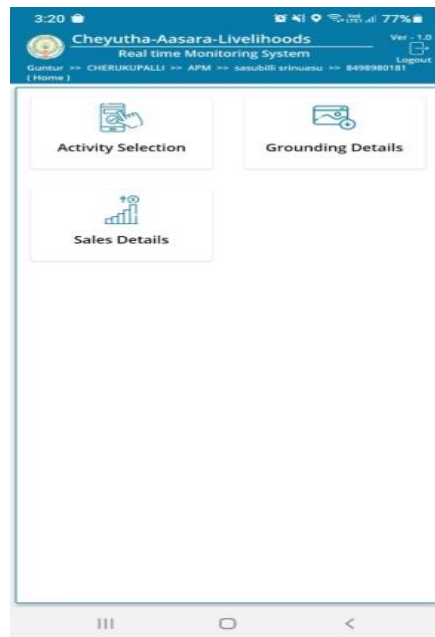 3:20 77%
Cheyutha-Aasara-Livelihoods Ver - 1.0
Real time Monitoring System
Logout
Guntur >> CHERUKUPALLI >> APM >> sasubilli srinuasu >> 8498980181
( Home )
Activity Selection Grounding Details
Sales Details